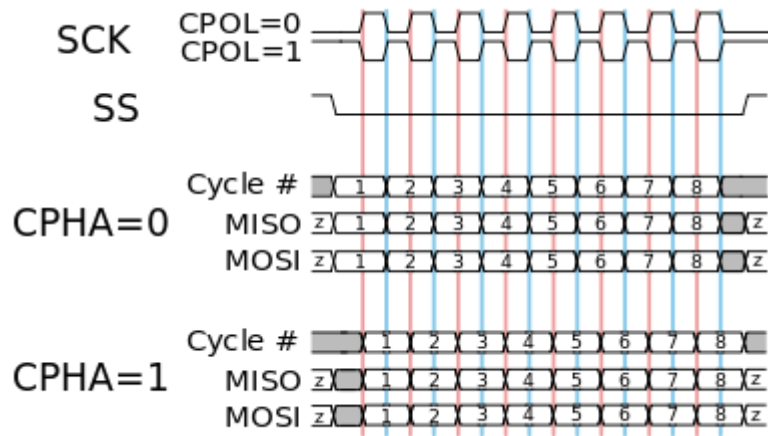 SCK CPOL=0
CPOL=1
SS
Cycle # 1 2 3 4 5 6 7 8
CPHA=0 MISO z 1 2 3 4 5 6 7 8 z
MOSI z 1 2 3 4 5 6 7 8 z
Cycle # 1 2 3 4 5 6 7 8
CPHA=1 MISO z 1 2 3 4 5 6 7 8 z
MOSI z 1 2 3 4 5 6 7 8 z